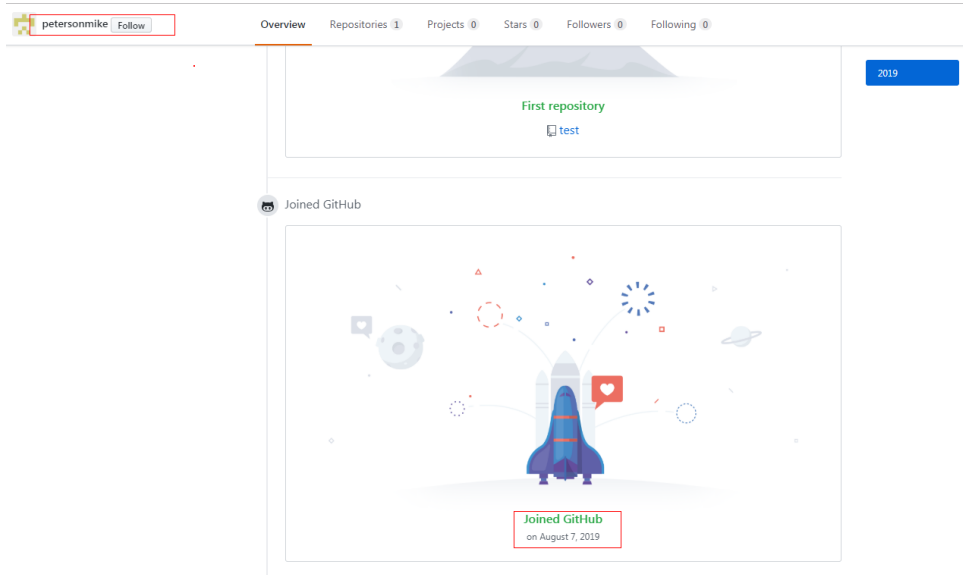 petersonmike Follow
Overview Repositories 1 Projects 0 Stars 0 Followers 0 Following 0
2019
First repository
test
Joined GitHub
Joined GitHub
on August 7, 2019